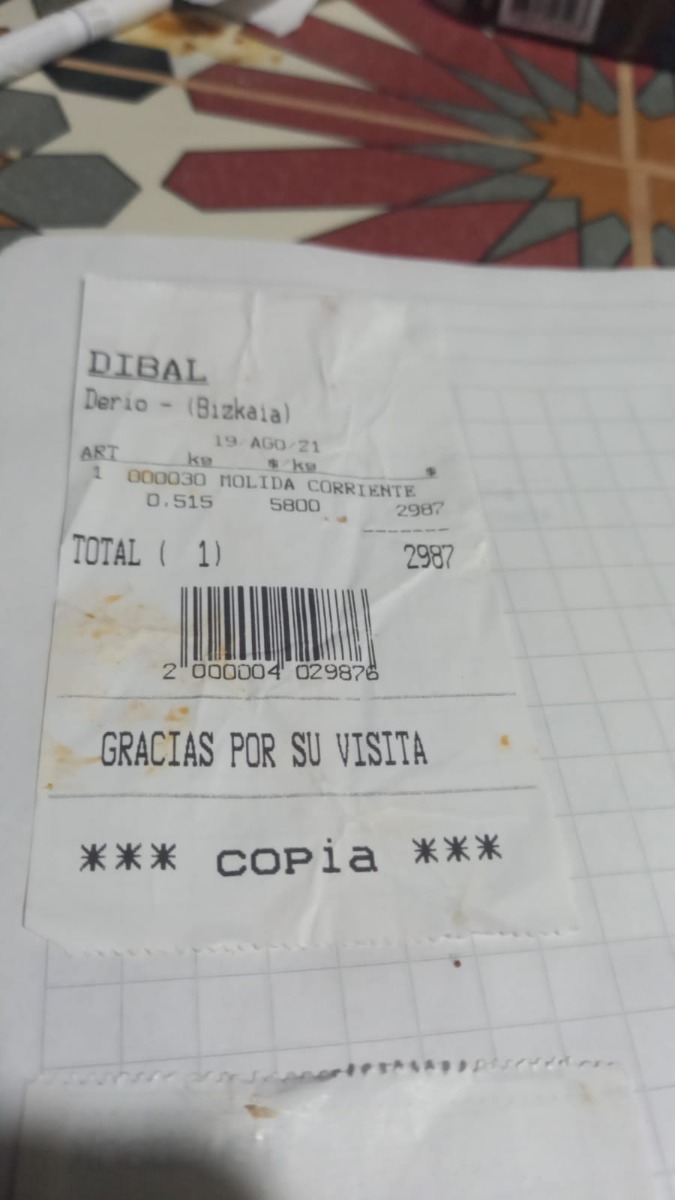 DIBAL
Derio - (Bizkaia)
19/AGO/21
ART kg $/kg $
1 000030 MOLIDA CORRIENTE
0.515 5800 2987
TOTAL ( 1) 2987
2 000004 029876
GRACIAS POR SU VISITA
*** COPia ***